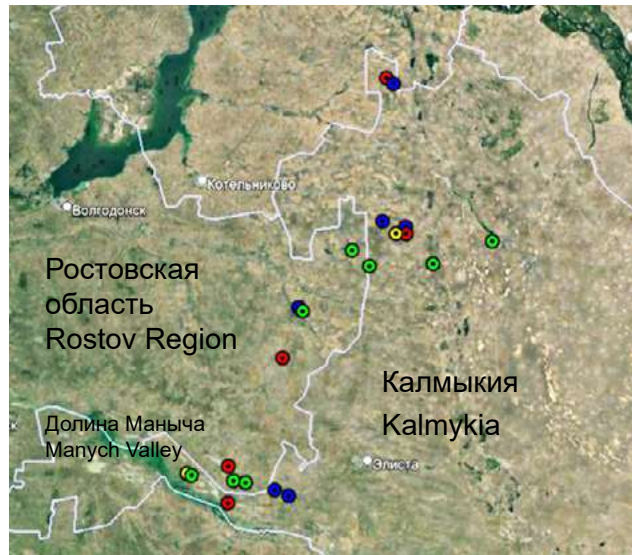 Котельниково
Волгодонск
Ростовская
область
Rostov Region
Калмыкия
Kalmykia
Долина Маныча
Manych Valley
Элиста